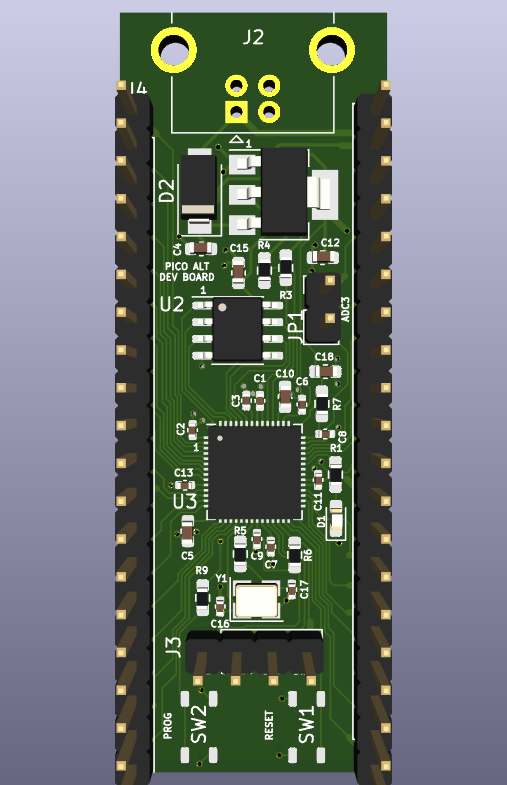 J2
J4
1
D2
C4
C15
R4
C12
PICO ALT
DEV BOARD
R3
1
U2
JP1
ADC3
C18
C3
C1
C10
C6
R7
C2
1
C8
R1
C13
U3
C11
D1
C5
R5
C9
C7
R6
R9
Y1
C17
C16
J3
PROG
SW2
RESET
SW1